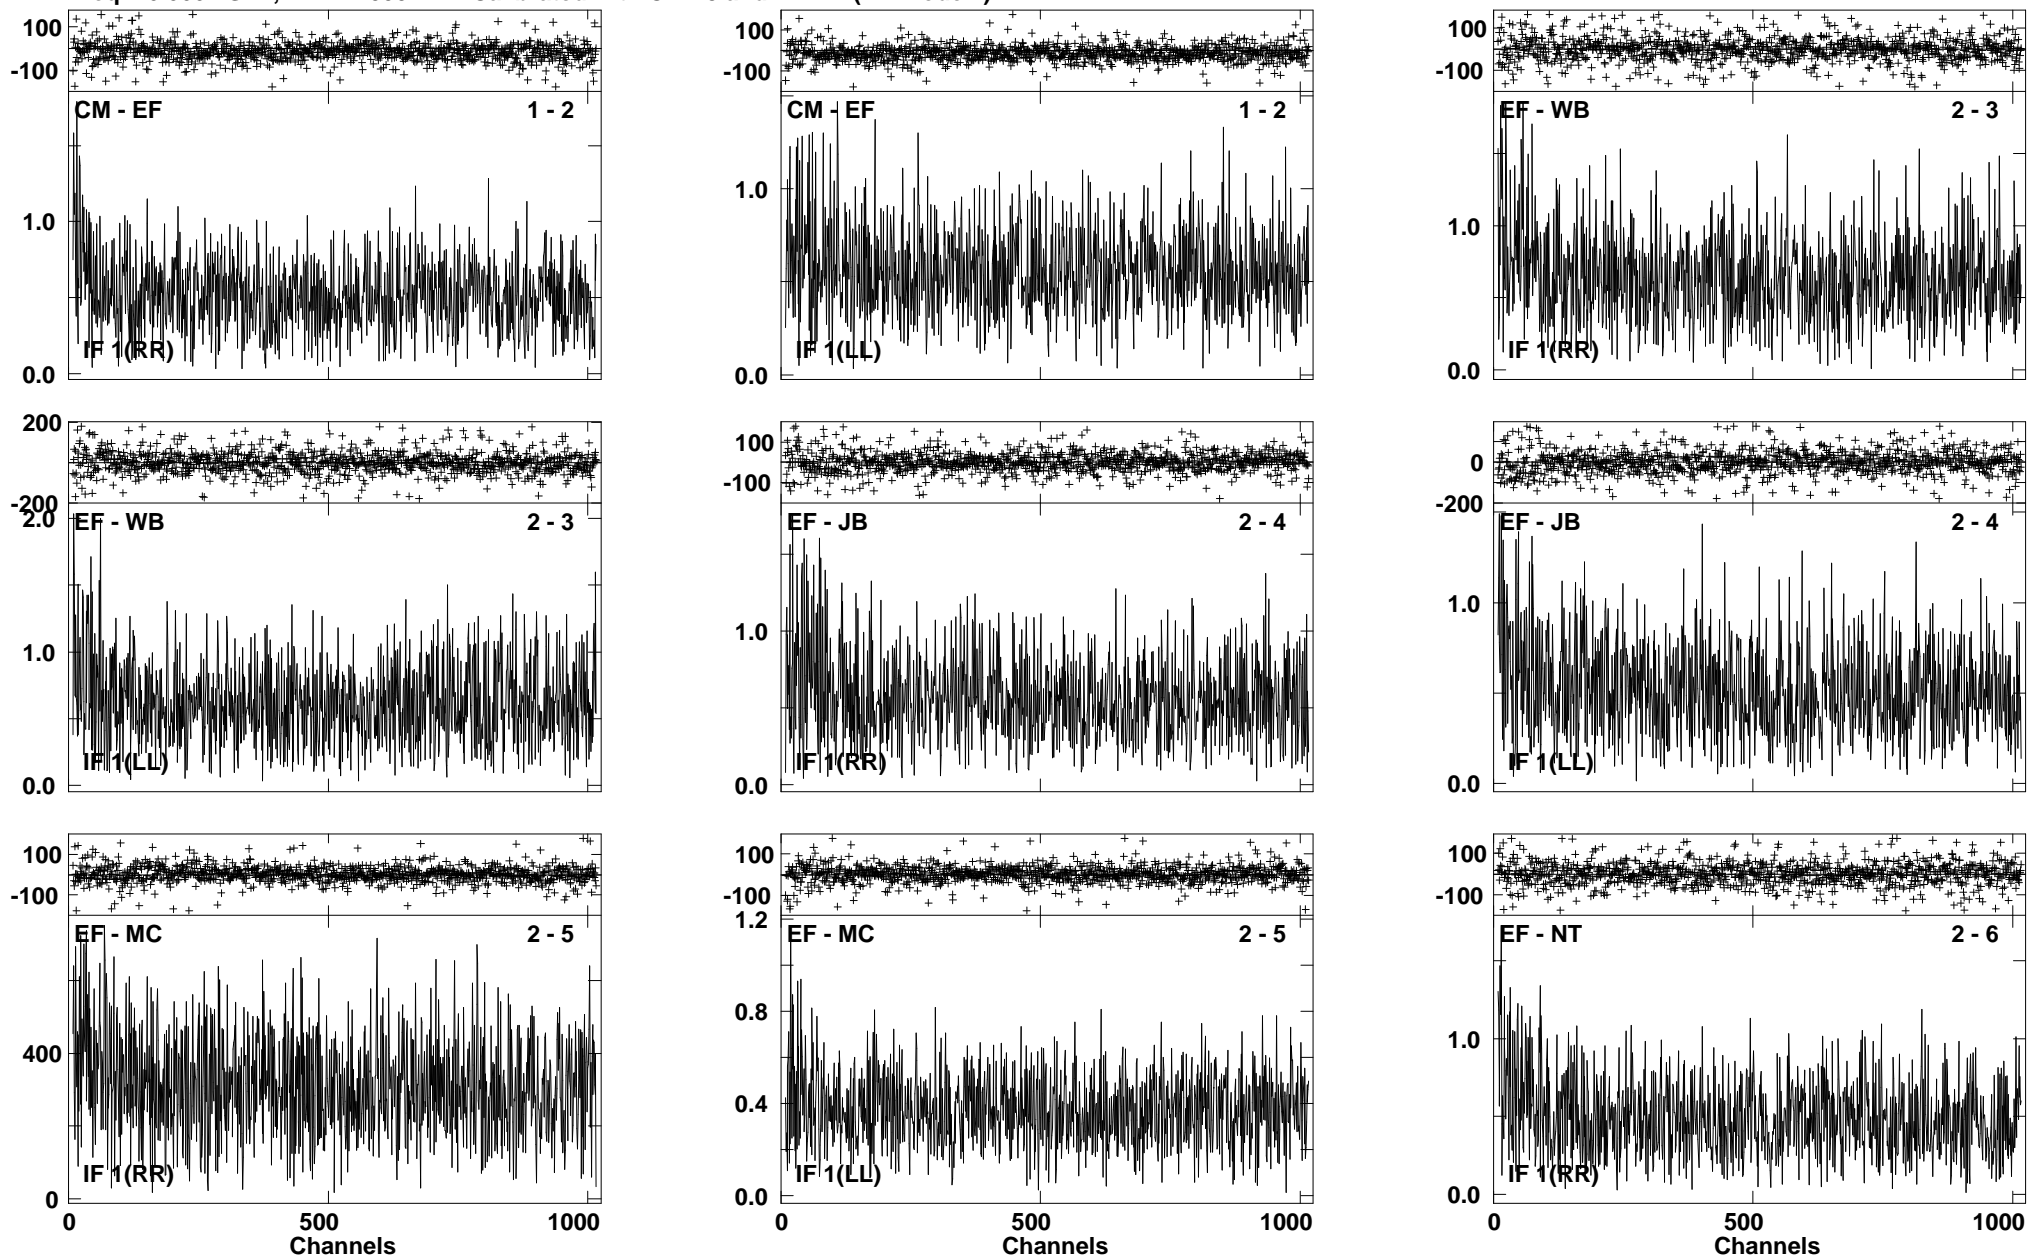 100 100 100
-100 -100 -100
CM - EF 1 - 2 CM - EF 1 - 2 EF - WB 2 - 3
1.0 1.0 1.0
IF 1(RR) IF 1(LL) IF 1(RR)
0.0 0.0 0.0
200 100 0
-200 -100 -200
2.0 EF - WB 2 - 3 EF - JB 2 - 4 EF - JB 2 - 4
1.0 1.0 1.0
IF 1(LL) IF 1(RR) IF 1(LL)
0.0 0.0 0.0
100 100 100
-100 -100 -100
1.2
EF - MC 2 - 5 EF - MC 2 - 5 EF - NT 2 - 6
0.8
400 0.4 1.0
IF 1(RR) IF 1(LL) IF 1(RR)
0 0.0 0.0
0 500 1000 0 500 1000 0 500 1000
Channels Channels Channels